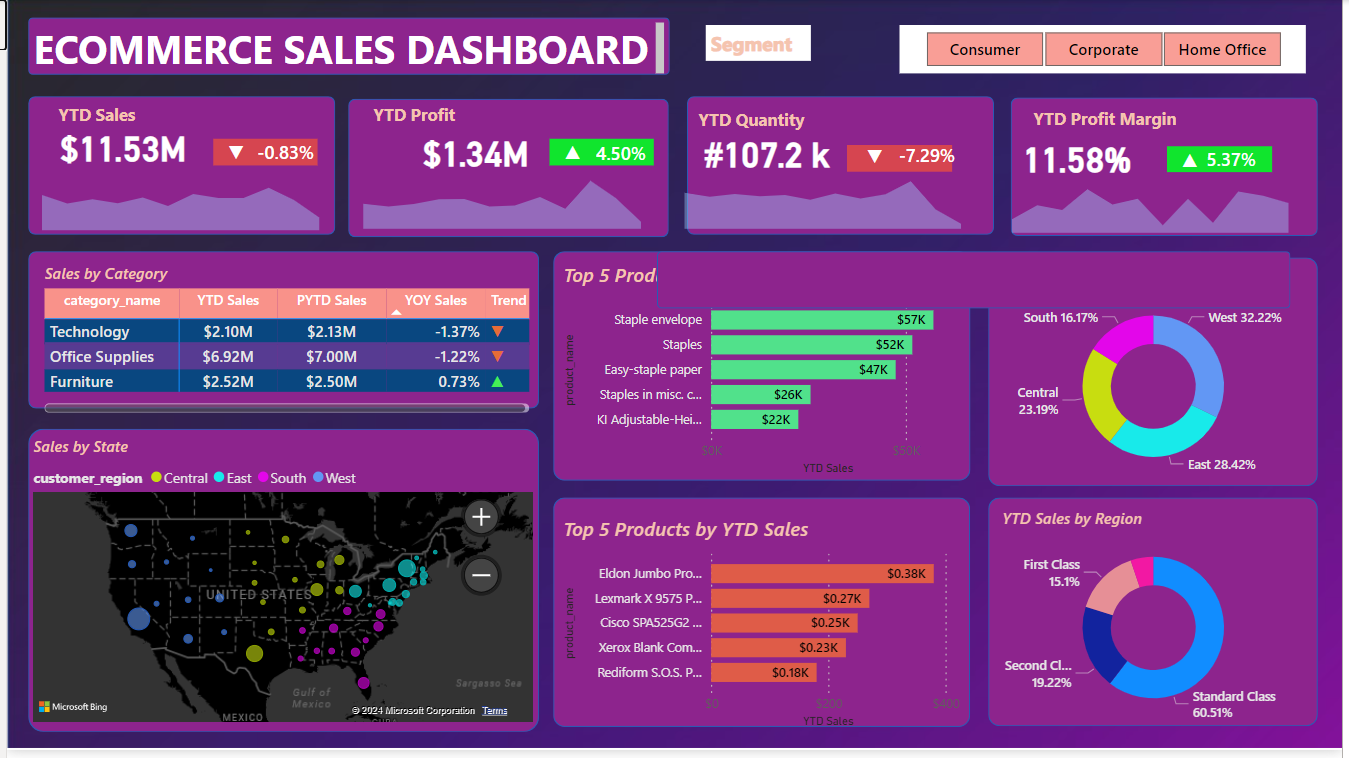 ECOMMERCE SALES DASHBOARD
Segment
Consumer Corporate Home Office
YTD Sales
$11.53M
-0.83%
YTD Profit
$1.34M
4.50%
YTD Quantity
#107.2 k
-7.29%
YTD Profit Margin
11.58%
5.37%
Sales by Category
category_name YTD Sales PYTD Sales YOY Sales Trend
Technology $2.10M $2.13M -1.37%
Office Supplies $6.92M $7.00M -1.22%
Furniture $2.52M $2.50M 0.73%
Sales by State
customer_region Central East South West
UNITED STATES
Gulf of
Mexico
Sargasso Sea
MEXICO
CUBA
Microsoft Bing
© 2024 Microsoft Corporation Terms
Top 5 Produ
product_name
Staple envelope $57K
Staples $52K
Easy-staple paper $47K
Staples in misc. c... $26K
KI Adjustable-Hei... $22K
$0K $50K
YTD Sales
South 16.17%
West 32.22%
Central
23.19%
East 28.42%
Top 5 Products by YTD Sales
product_name
Eldon Jumbo Pro... $0.38K
Lexmark X 9575 P... $0.27K
Cisco SPA525G2 ... $0.25K
Xerox Blank Com... $0.23K
Rediform S.O.S. P... $0.18K
$0 $200 $400
YTD Sales
YTD Sales by Region
First Class
15.1%
Second Cl...
19.22%
Standard Class
60.51%